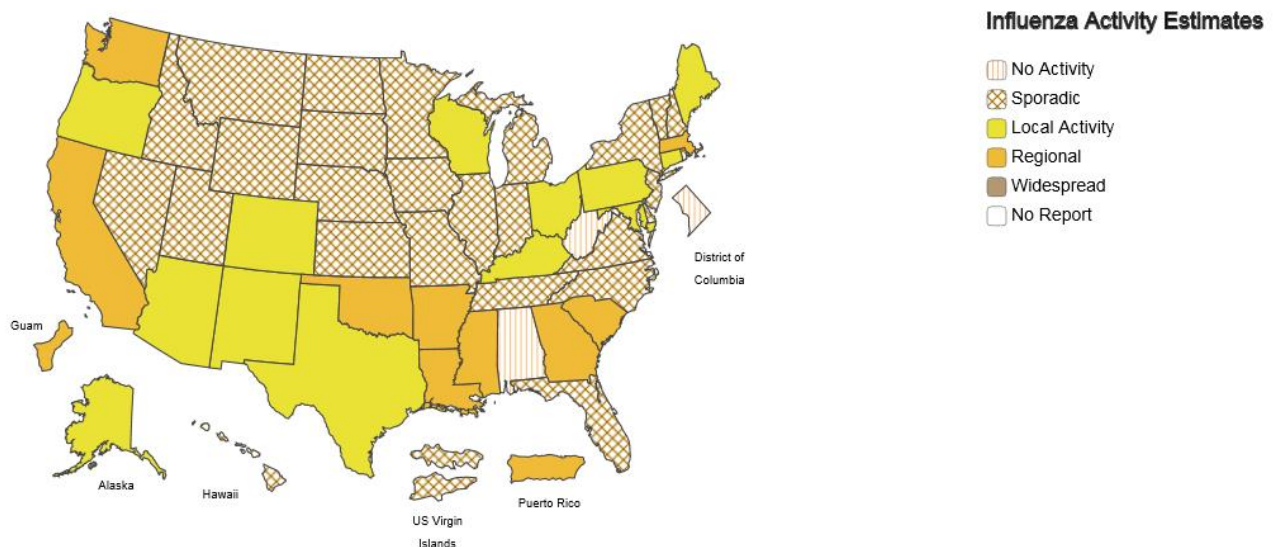 Influenza Activity Estimates
No Activity
Sporadic
Local Activity
Regional
Widespread
No Report
District of
Columbia
Guam
Alaska
Hawaii
US Virgin
Islands
Puerto Rico